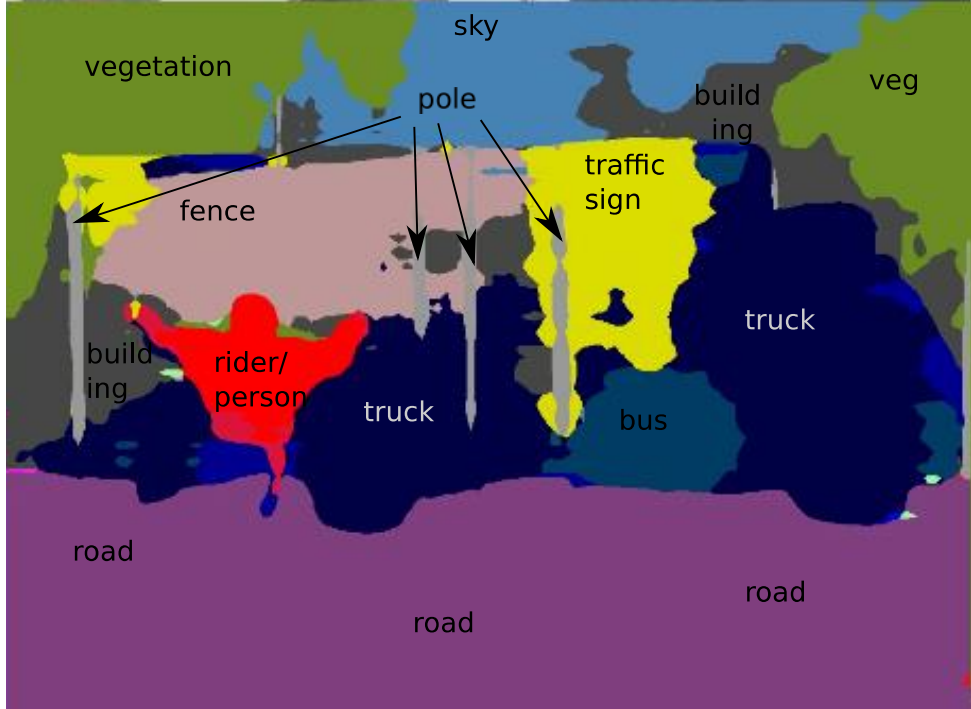 sky
vegetation
veg
pole
build
ing
traffic
sign
fence
truck
build
ing
rider/
person
truck
bus
road
road
road